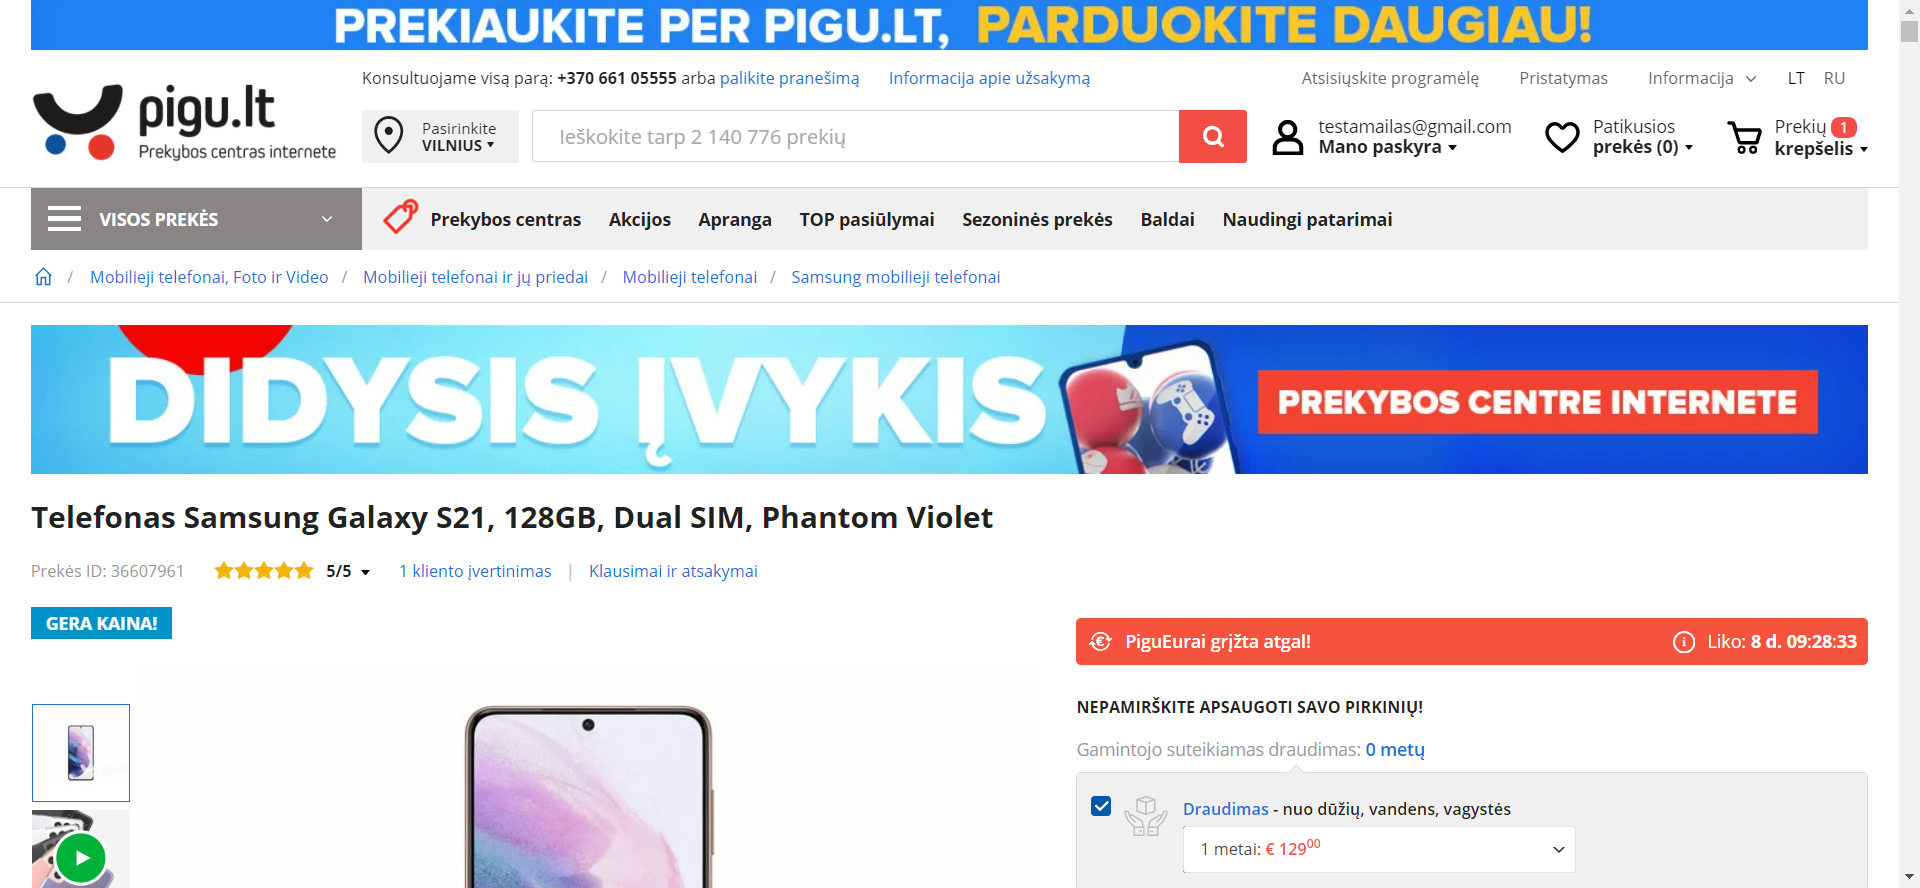 PREKIAUKITE PER PIGU.LT, PARDUOKITE DAUGIAU!
Konsultuojame visą parą: +370 661 05555 arba palikite pranešimą
Informacija apie užsakymą
Atsisiųskite programėlę
Pristatymas
Informacija
LT
RU
pigu.lt
Prekybos centras internete
Pasirinkite
VILNIUS
Ieškokite tarp 2 140 776 prekių
testamailas@gmail.com
Mano paskyra
Patikusios
prekės (0)
Prekių 1
krepšelis
VISOS PREKĖS
Prekybos centras
Akcijos
Apranga
TOP pasiūlymai
Sezoninės prekės
Baldai
Naudingi patarimai
/ Mobilieji telefonai, Foto ir Video / Mobilieji telefonai ir jų priedai / Mobilieji telefonai / Samsung mobilieji telefonai
DIDYSIS ĮVYKIS
PREKYBOS CENTRE INTERNETE
Telefonas Samsung Galaxy S21, 128GB, Dual SIM, Phantom Violet
Prekės ID: 36607961
5/5
1 kliento įvertinimas | Klausimai ir atsakymai
GERA KAINA!
PiguEurai grįžta atgal!
Liko: 8 d. 09:28:33
NEPAMIRŠKITE APSAUGOTI SAVO PIRKINIŲ!
Gamintojo suteikiamas draudimas: 0 metų
Draudimas - nuo dūžių, vandens, vagystės
1 metai: € 12900